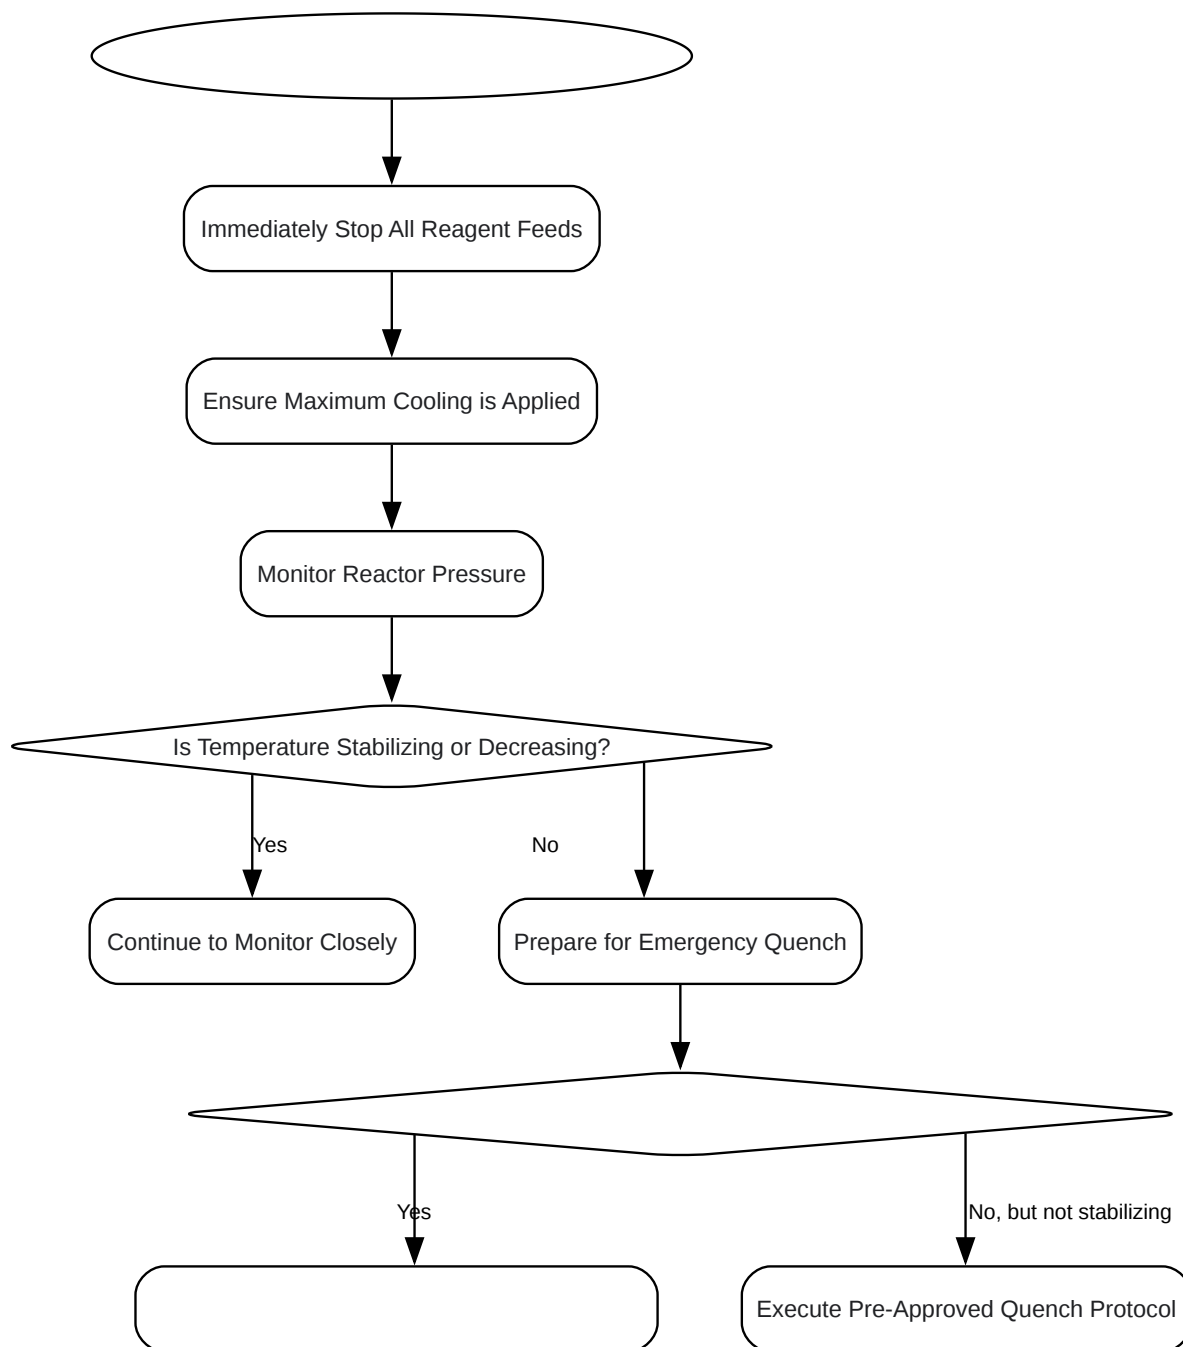 Immediately Stop All Reagent Feeds
Ensure Maximum Cooling is Applied
Monitor Reactor Pressure
Is Temperature Stabilizing or Decreasing?
Yes
No
Continue to Monitor Closely
Prepare for Emergency Quench
Yes
No, but not stabilizing
Execute Pre-Approved Quench Protocol